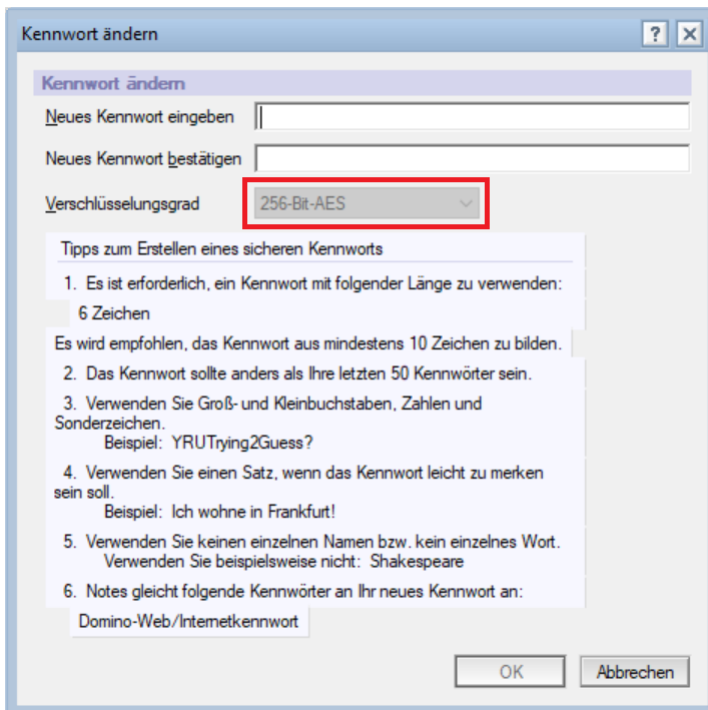 Kennwort ändern
?
Kennwort ändern
Neues Kennwort eingeben
Neues Kennwort bestätigen
Verschlüsselungsgrad
256-Bit-AES
Tipps zum Erstellen eines sicheren Kennworts
1. Es ist erforderlich, ein Kennwort mit folgender Länge zu verwenden:
6 Zeichen
Es wird empfohlen, das Kennwort aus mindestens 10 Zeichen zu bilden.
2. Das Kennwort sollte anders als Ihre letzten 50 Kennwörter sein.
3. Verwenden Sie Groß- und Kleinbuchstaben, Zahlen und
Sonderzeichen.
Beispiel: YRUTrying2Guess?
4. Verwenden Sie einen Satz, wenn das Kennwort leicht zu merken
sein soll.
Beispiel: Ich wohne in Frankfurt!
5. Verwenden Sie keinen einzelnen Namen bzw. kein einzelnes Wort.
Verwenden Sie beispielsweise nicht: Shakespeare
6. Notes gleicht folgende Kennwörter an Ihr neues Kennwort an:
Domino-Web/Internetkennwort
OK
Abbrechen